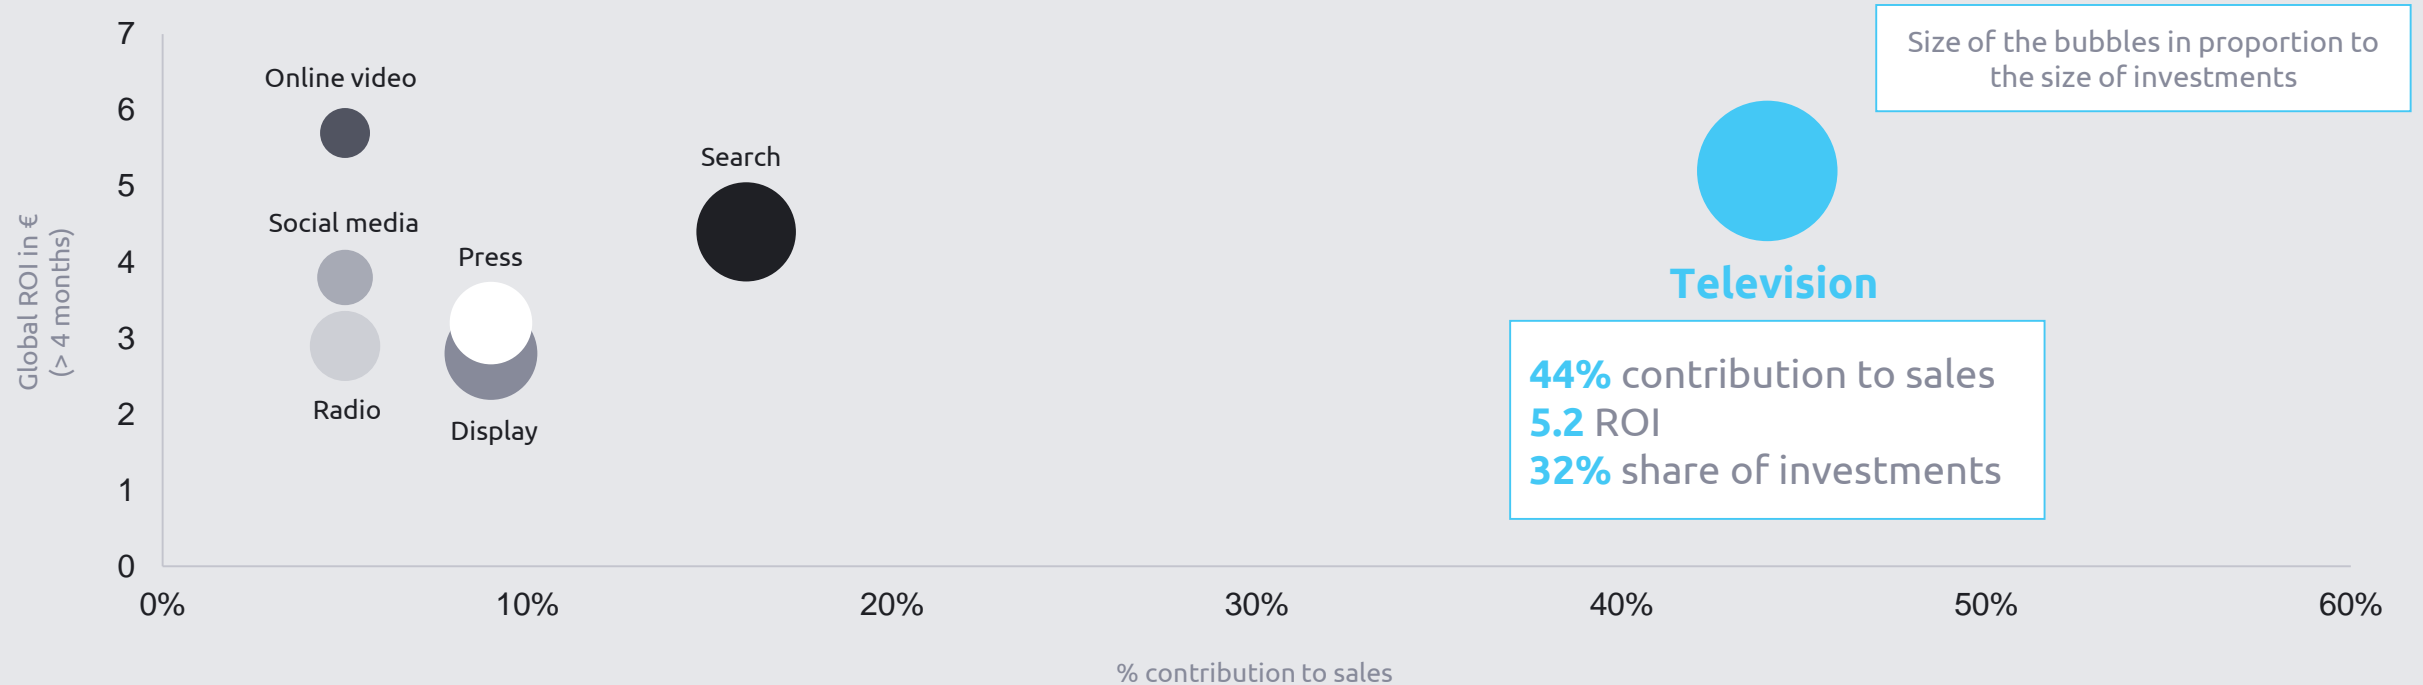 Size of the bubbles in proportion to
the size of investments
Global ROI in €
(> 4 months)
7
6
5
4
3
2
1
0
Online video
Social media
Radio
Press
Display
Search
Television
44% contribution to sales
5.2 ROI
32% share of investments
0%
10%
20%
30%
40%
50%
60%
% contribution to sales